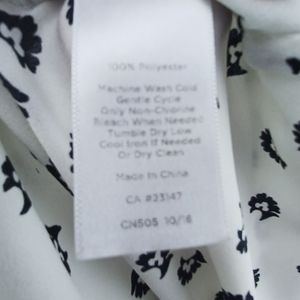 100% Polyester
Machine Wash Cold
Gentle Cycle
Only Non-Chlorine
Bleach When Needed
Tumble Dry Low
Cool Iron If Needed
Or Dry Clean
Made In China
CA #23147
CN505 10/16